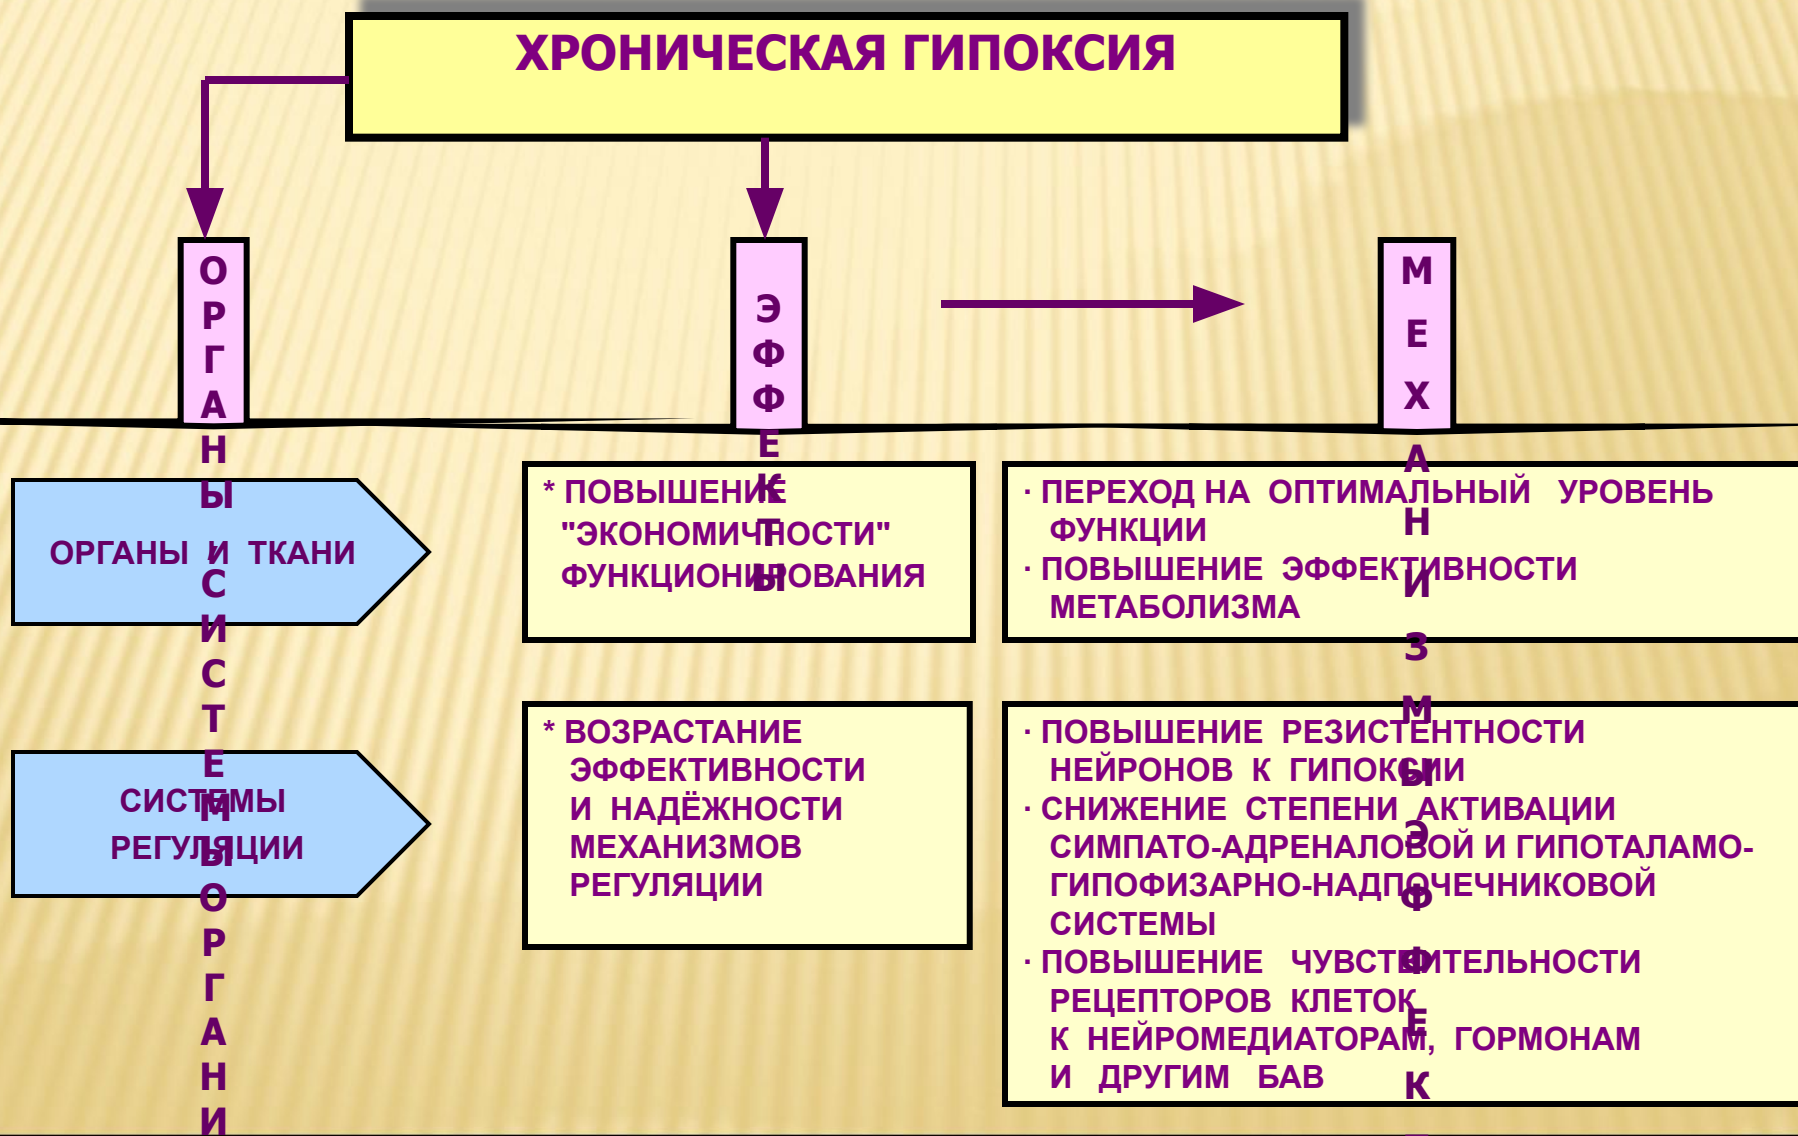 ХРОНИЧЕСКАЯ ГИПОКСИЯ
ОРГАНЫ, СИСТЕМЫ ОРГАНИ
ЭФФЕКТЫ
МЕХАНИЗМЫ ЭФФЕК
ОРГАНЫ И ТКАНИ
* ПОВЫШЕНИЕ
"ЭКОНОМИЧНОСТИ"
ФУНКЦИОНИРОВАНИЯ
· ПЕРЕХОД НА ОПТИМАЛЬНЫЙ УРОВЕНЬ
ФУНКЦИИ
· ПОВЫШЕНИЕ ЭФФЕКТИВНОСТИ
МЕТАБОЛИЗМА
СИСТЕМЫ
РЕГУЛЯЦИИ
* ВОЗРАСТАНИЕ
ЭФФЕКТИВНОСТИ
И НАДЁЖНОСТИ
МЕХАНИЗМОВ
РЕГУЛЯЦИИ
· ПОВЫШЕНИЕ РЕЗИСТЕНТНОСТИ
НЕЙРОНОВ К ГИПОКСИИ
· СНИЖЕНИЕ СТЕПЕНИ АКТИВАЦИИ
СИМПАТО-АДРЕНАЛОВОЙ И ГИПОТАЛАМО-
ГИПОФИЗАРНО-НАДПОЧЕЧНИКОВОЙ
СИСТЕМЫ
· ПОВЫШЕНИЕ ЧУВСТВИТЕЛЬНОСТИ
РЕЦЕПТОРОВ КЛЕТОК
К НЕЙРОМЕДИАТОРАМ, ГОРМОНАМ
И ДРУГИМ БАВ